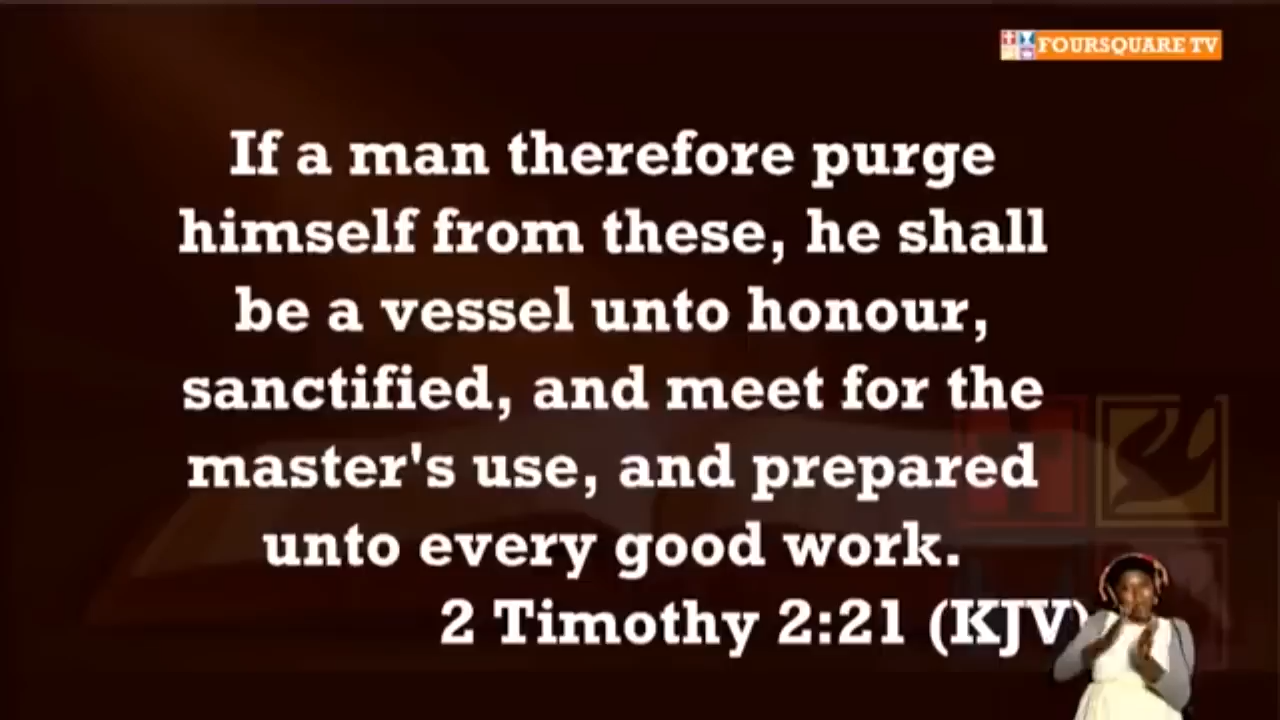 FOURSQUARE TV
If a man therefore purge
himself from these, he shall
be a vessel unto honour,
sanctified, and meet for the
master's use, and prepared
unto every good work.
2 Timothy 2:21 (KJV)